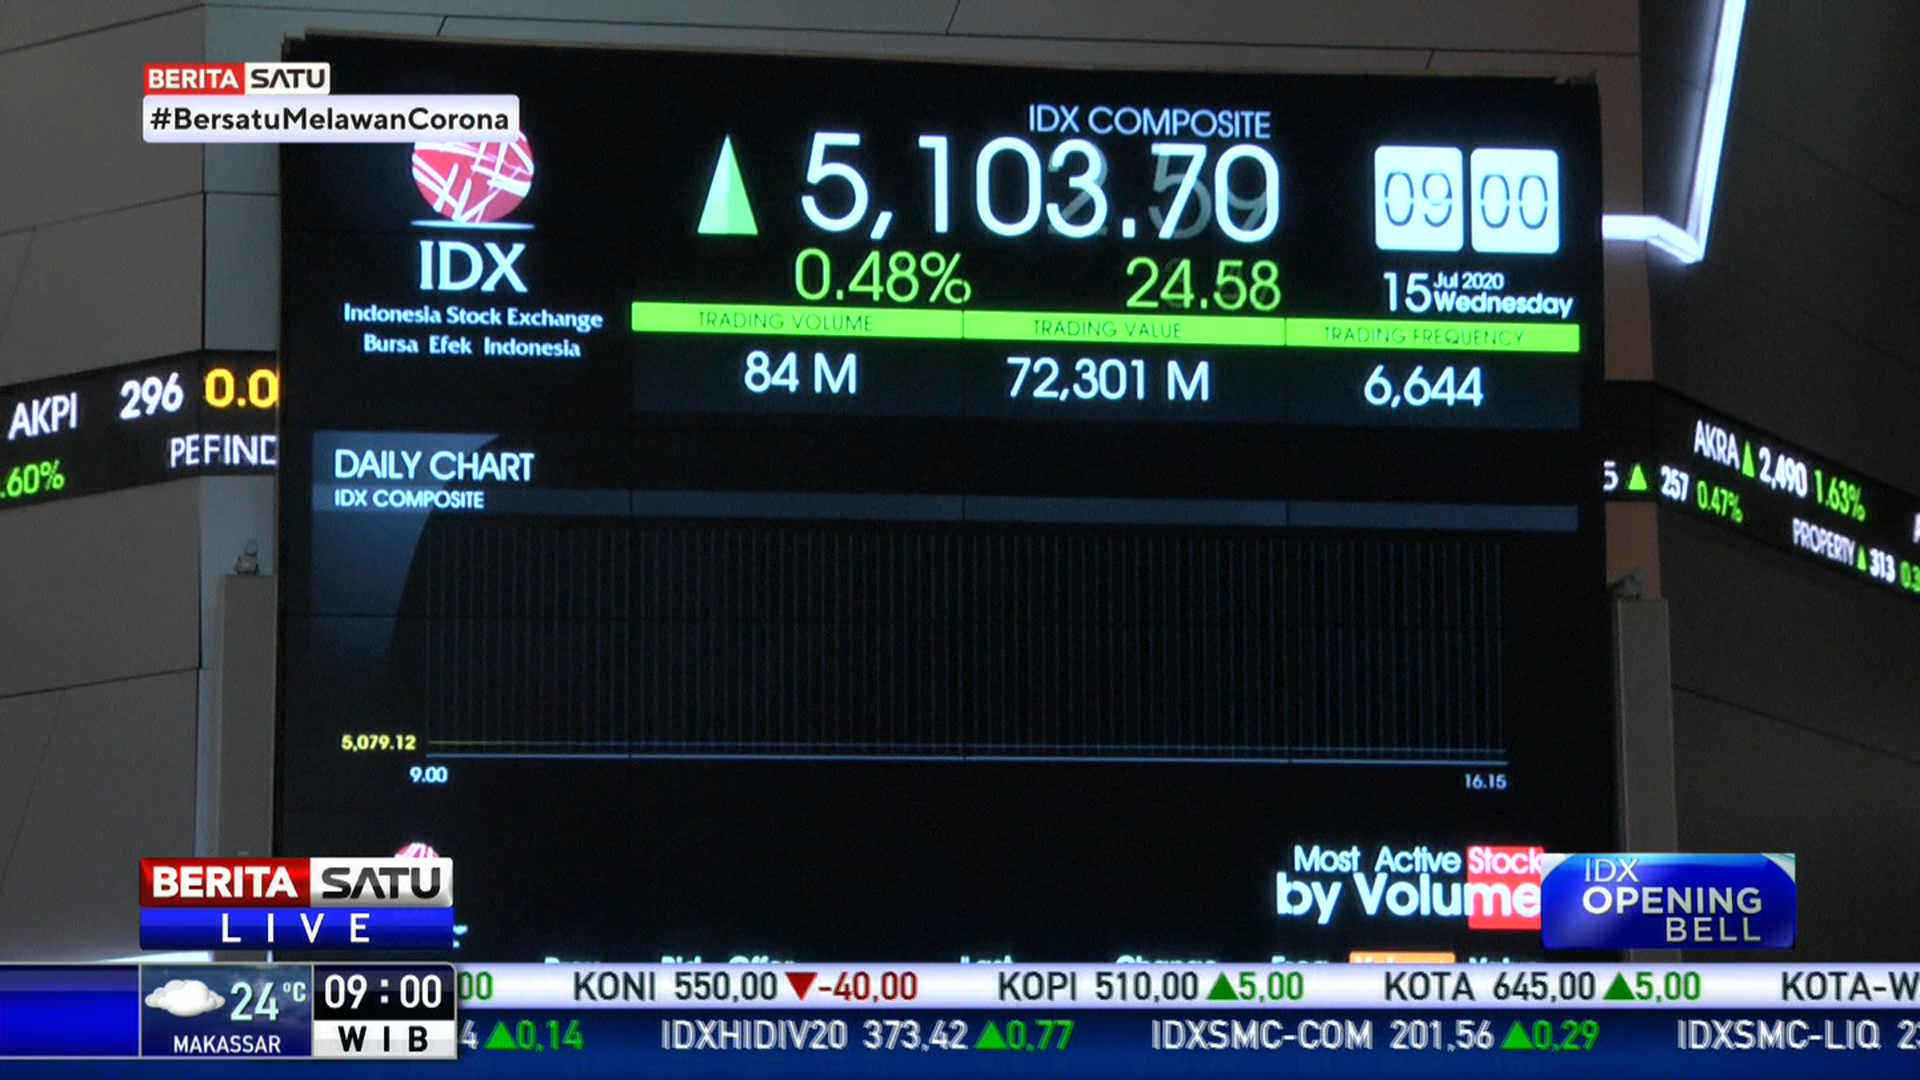 BERITA SATU
#BersatuMelawanCorona
IDX
Indonesia Stock Exchange
Bursa Efek Indonesia
IDX COMPOSITE
5,103.70
0.48% 24.58
09 00
15 Jul 2020
Wednesday
TRADING VOLUME TRADING VALUE TRADING FREQUENCY
84 M 72,301 M 6,644
AKPI 296 0.0
.60% PEFIND
AKRA 2,490 1.63%
5 257 0.47%
PROPERTY 313
DAILY CHART
IDX COMPOSITE
5,079.12
9.00 16.15
Most Active Stock
by Volume
BERITA SATU
LIVE
IDX
OPENING
BELL
24°C
MAKASSAR
09:00
WIB
00 KONI 550,00 ▼-40,00 KOPI 510,00 ▲5,00 KOTA 645,00 ▲5,00 KOTA-W
4 ▲0,14 IDXHIDIV20 373,42 ▲0,77 IDXSMC-COM 201,56 ▲0,29 IDXSMC-LIQ